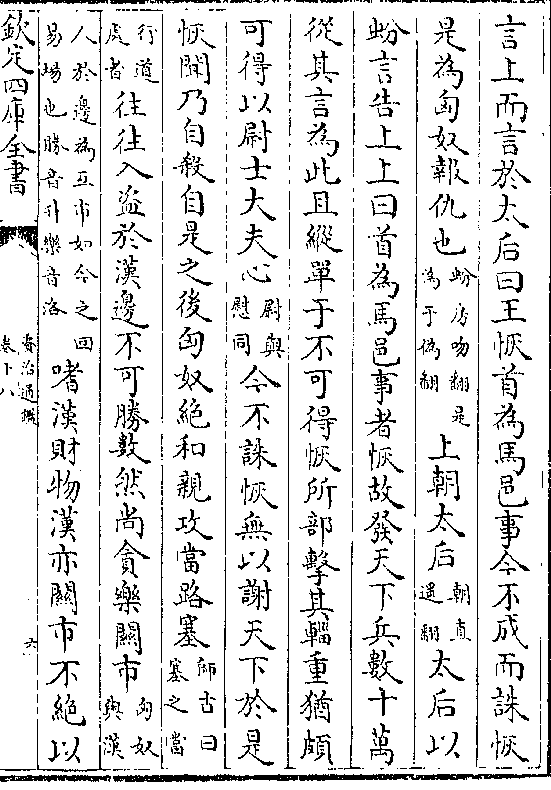 言上而言於太后曰王恢首為馬邑事今不成而誅恢
是為匈奴報仇也蚡房吻翻是為于偽翻上朝太后朝直遥翻太后以
蚡言告上上曰首為馬邑事者恢故發天下兵數十萬
從其言為此且縱單于不可得恢所部擊其輜重猶頗
可得以尉士大夫心尉與慰同今不誅恢無以謝天下於是
恢聞乃自殺自是之後匈奴絶和親攻當路塞師古曰塞之當
行道處者往往入盗於漢邊不可勝數然尚貪樂關市匈奴與漢
人於邊為互市如今之回易場也勝音升樂音洛嗜漢財物漢亦關市不絶以
欽定四庫全書
資治通鑑
卷十八
六